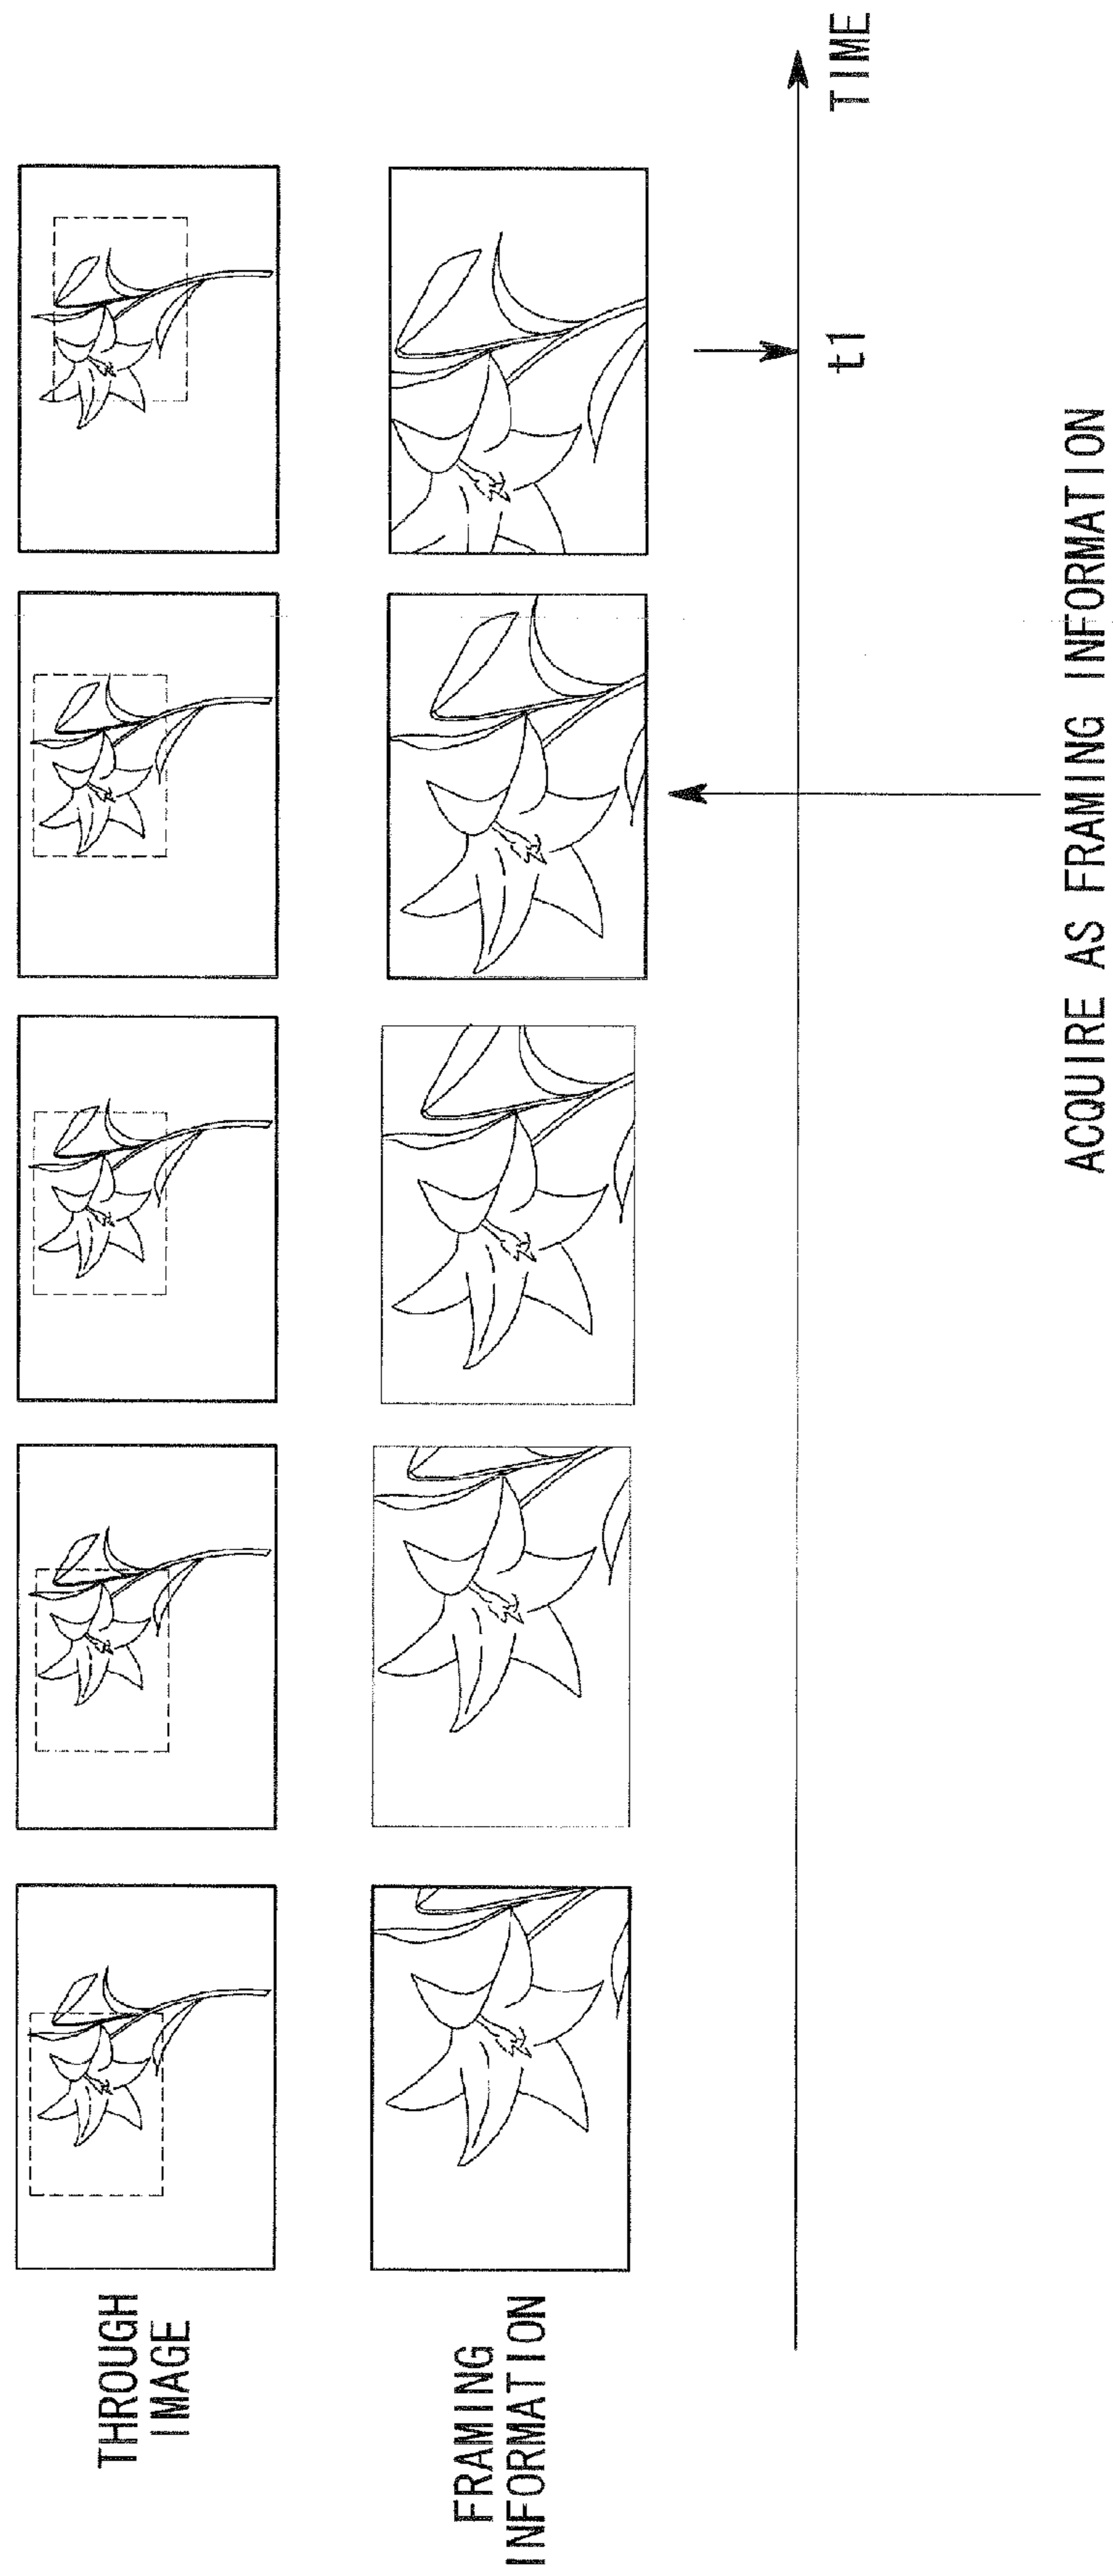 THROUGH
IMAGE
FRAMING
INFORMATION
t1
TIME
ACQUIRE AS FRAMING INFORMATION